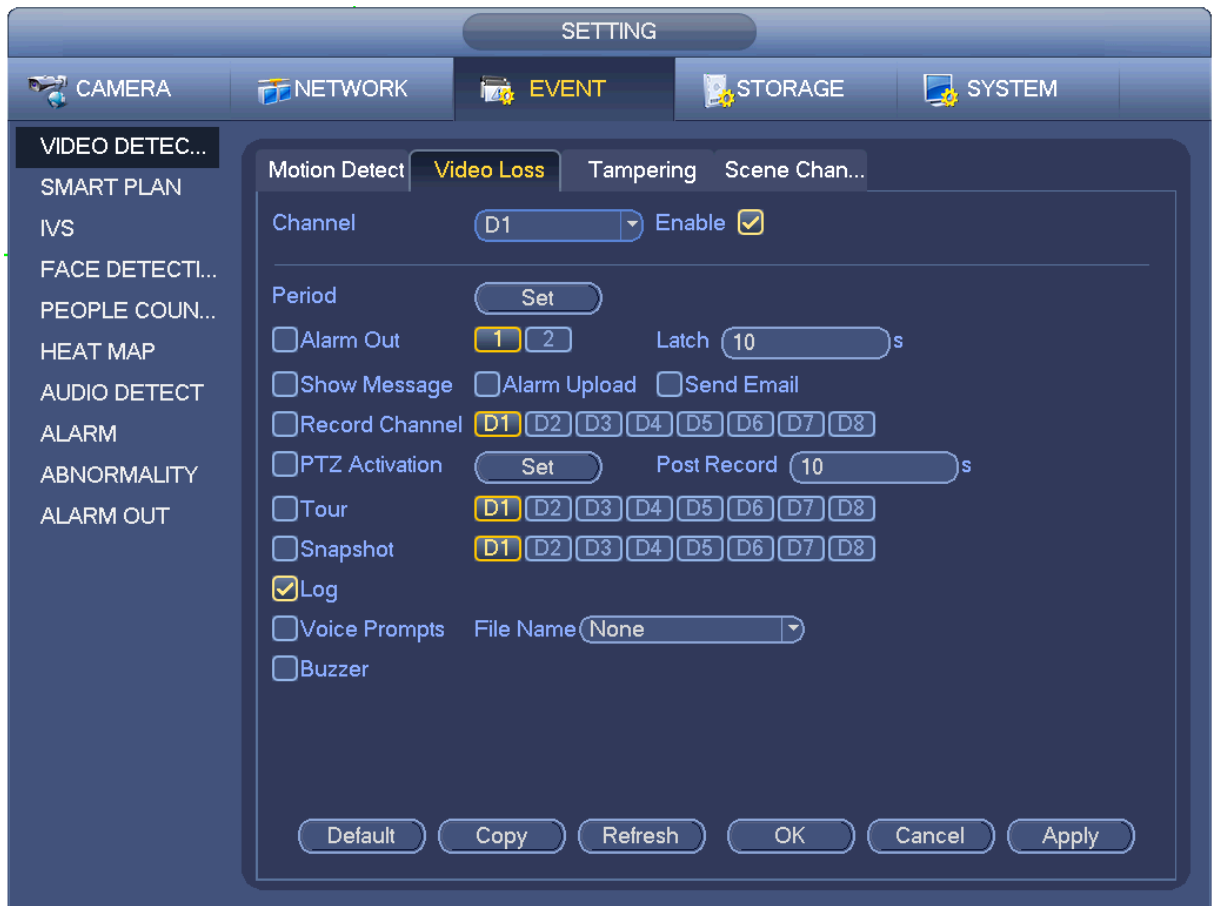 SETTING
CAMERA NETWORK EVENT STORAGE SYSTEM
VIDEO DETEC...
SMART PLAN
IVS
FACE DETECTI...
PEOPLE COUN...
HEAT MAP
AUDIO DETECT
ALARM
ABNORMALITY
ALARM OUT
Motion Detect Video Loss Tampering Scene Chan...
Channel D1 Enable
Period Set
Alarm Out 1 2 Latch 10 s
Show Message Alarm Upload Send Email
Record Channel D1 D2 D3 D4 D5 D6 D7 D8
PTZ Activation Set Post Record 10 s
Tour D1 D2 D3 D4 D5 D6 D7 D8
Snapshot D1 D2 D3 D4 D5 D6 D7 D8
Log
Voice Prompts File Name None
Buzzer
Default Copy Refresh OK Cancel Apply